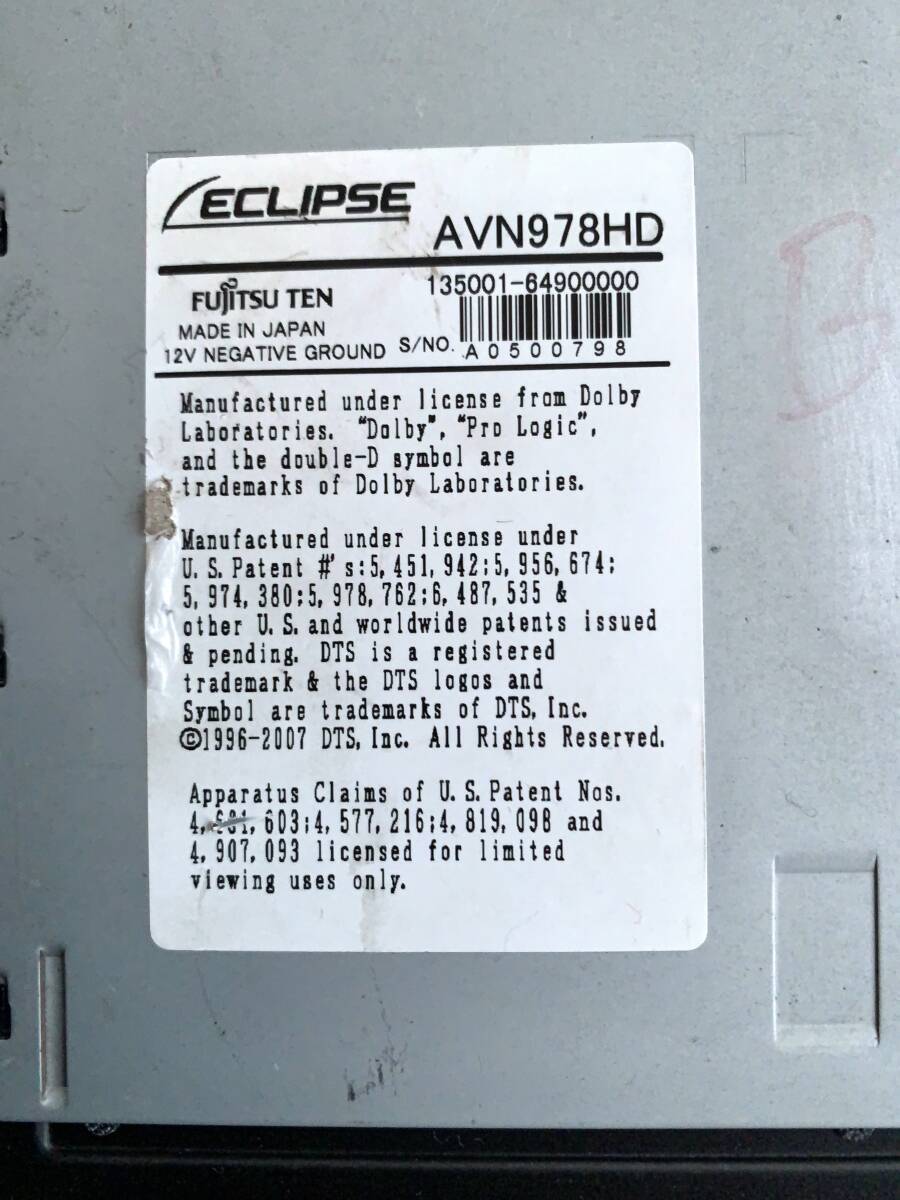 ECLIPSE
AVN978HD
FUJITSU TEN
135001-64900000
MADE IN JAPAN
12V NEGATIVE GROUND S/NO. A0500798
Manufactured under license from Dolby
Laboratories. “Dolby”, “Pro Logic”,
and the double-D symbol are
trademarks of Dolby Laboratories.
Manufactured under license under
U.S. Patent #'s:5,451,942;5,956,674;
5,974,380;5,978,762;6,487,535 &
other U.S. and worldwide patents issued
& pending. DTS is a registered
trademark & the DTS logos and
Symbol are trademarks of DTS, Inc.
©1996-2007 DTS, Inc. All Rights Reserved.
Apparatus Claims of U.S. Patent Nos.
603;4,577,216;4,819,098 and
4,907,093 licensed for limited
viewing uses only.